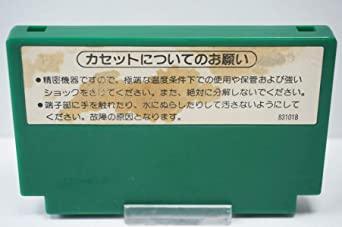 カセットについてのお願い
●精密機器ですので、極端な温度条件下での使用や保管および強い
ショックをさけてください。また、絶対に分解しないでください。
●端子部に手を触れたり、水にぬらしたりして汚さないようにして
ください。故障の原因となります。
831018